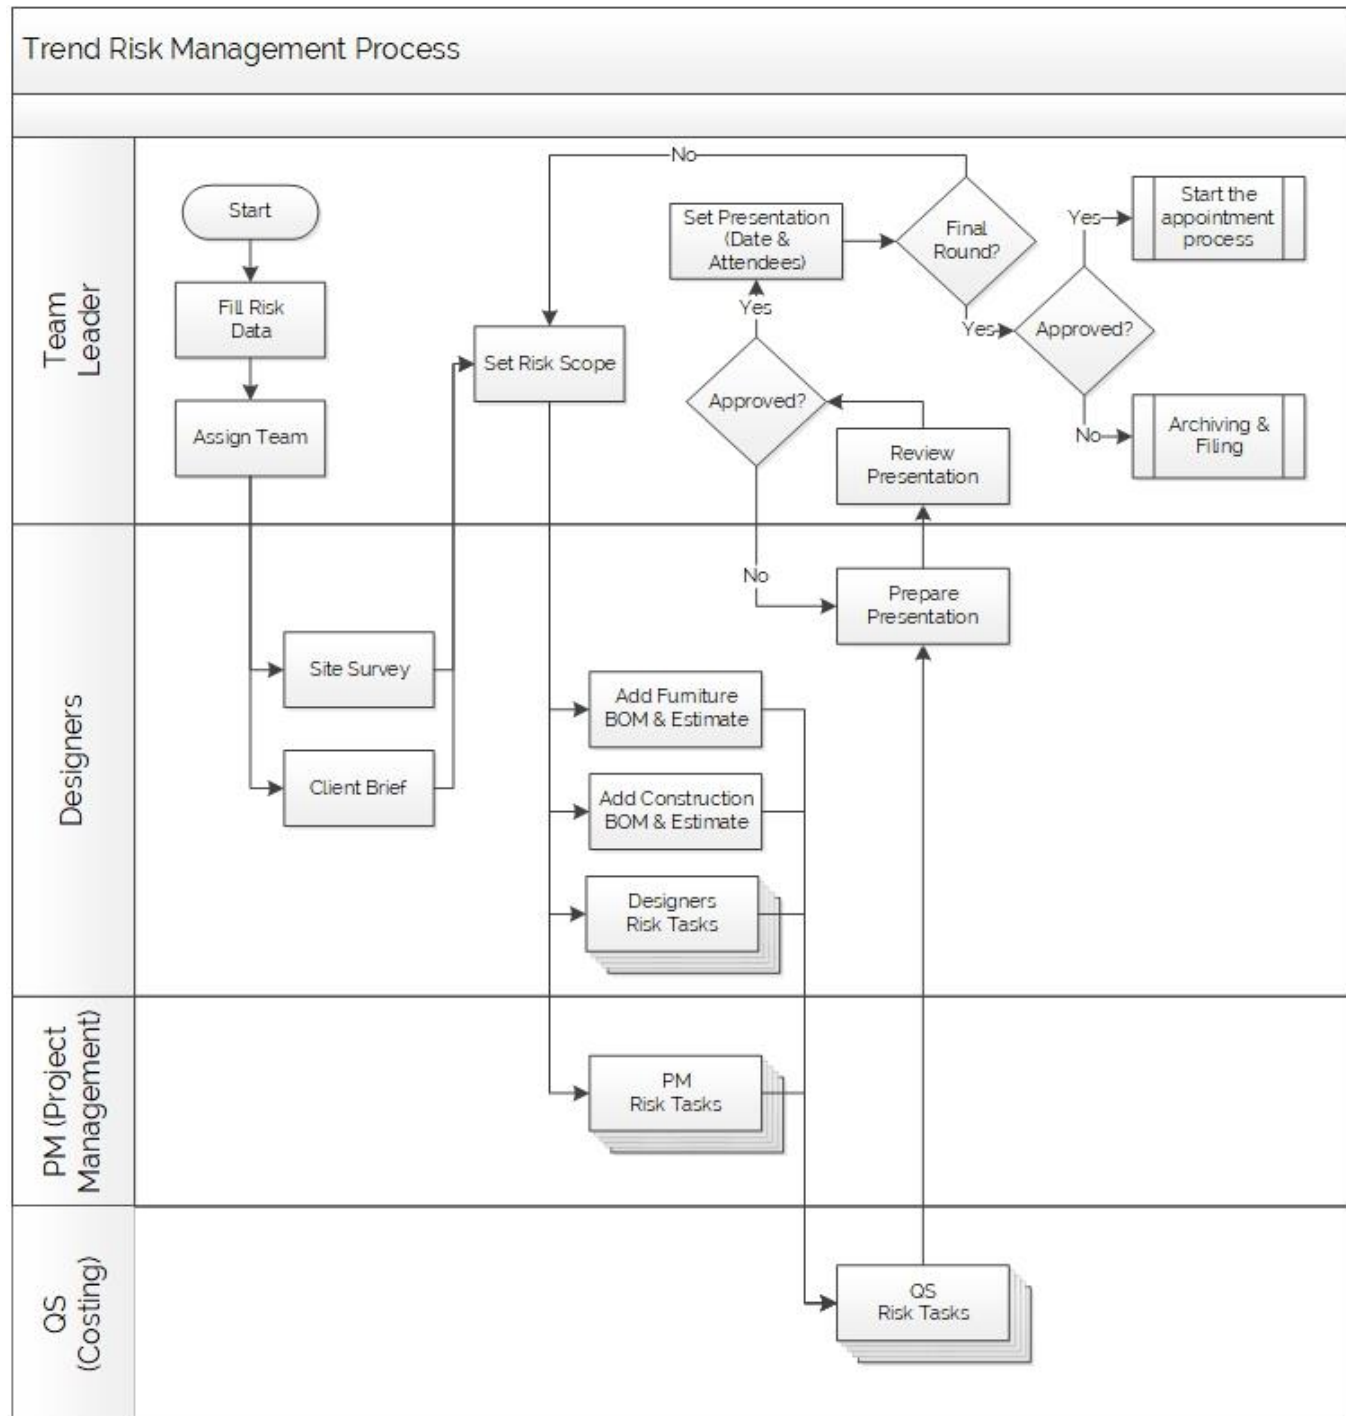 Trend Risk Management Process
Team
Leader
Start
Fill Risk
Data
Assign Team
Set Risk Scope
No
Set Presentation
(Date &
Attendees)
Yes
Approved?
Final
Round?
Yes
Approved?
Yes
Start the
appointment
process
No
Archiving &
Filing
Review
Presentation
Designers
No
Prepare
Presentation
Site Survey
Client Brief
Add Furniture
BOM & Estimate
Add Construction
BOM & Estimate
Designers
Risk Tasks
PM (Project
Management)
PM
Risk Tasks
QS
(Costing)
QS
Risk Tasks